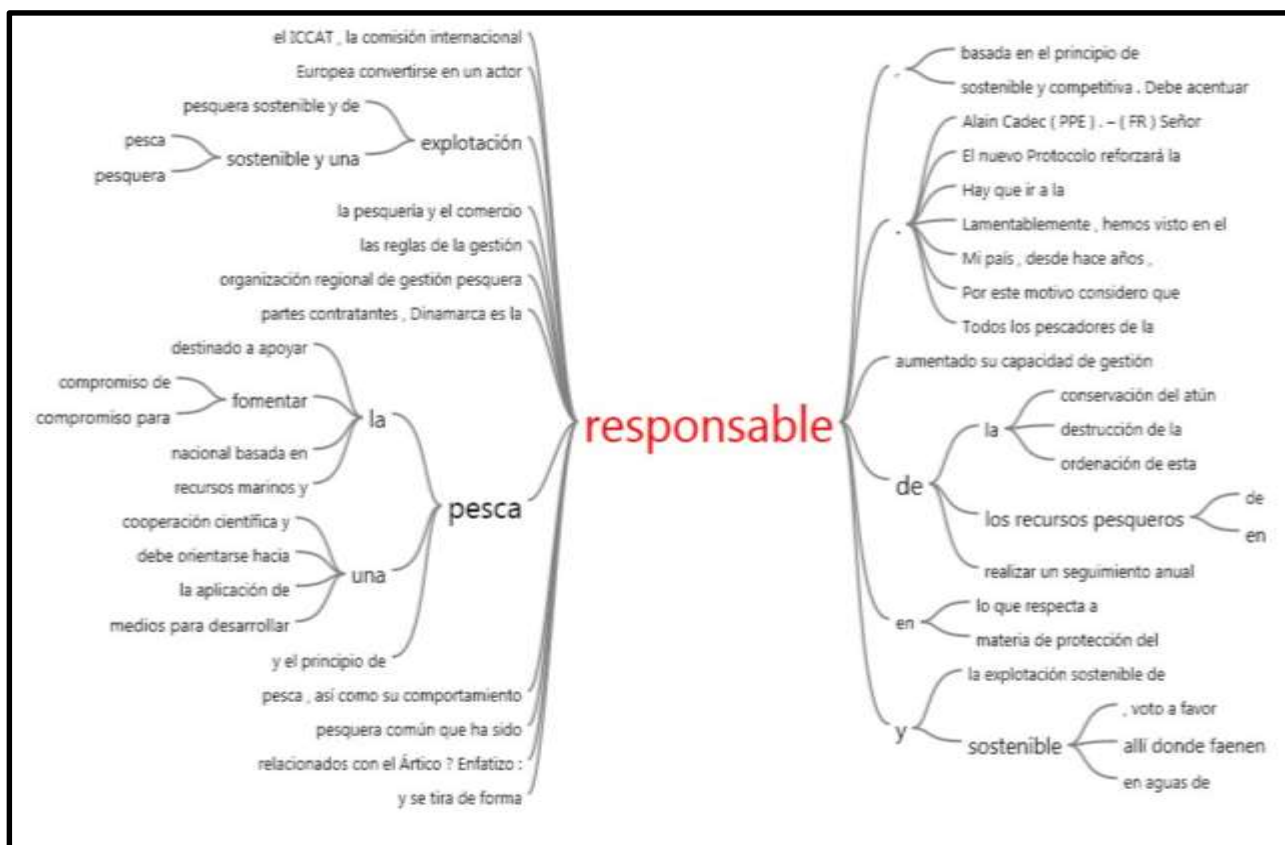 el ICCAT , la comisión internacional
Europea convertirse en un actor
pesquera sostenible y de
explotación
pesca
sostenible y una
pesquera
la pesquería y el comercio
las reglas de la gestión
organización regional de gestión pesquera
partes contratantes , Dinamarca es la
destinado a apoyar
compromiso de
fomentar
compromiso para
la
nacional basada en
recursos marinos y
pesca
cooperación científica y
debe orientarse hacia
una
la aplicación de
medios para desarrollar
y el principio de
pesca , así como su comportamiento
pesquera común que ha sido
relacionados con el Ártico ? Enfatizo :
y se tira de forma
responsable
,
basada en el principio de
sostenible y competitiva . Debe acentuar
.
Alain Cadec ( PPE ) . – ( FR ) Señor
El nuevo Protocolo reforzará la
Hay que ir a la
Lamentablemente , hemos visto en el
Mi país , desde hace años ,
Por este motivo considero que
Todos los pescadores de la
aumentado su capacidad de gestión
de
la
conservación del atún
destrucción de la
ordenación de esta
los recursos pesqueros
de
en
realizar un seguimiento anual
en
lo que respecta a
materia de protección del
y
la explotación sostenible de
sostenible
, voto a favor
allí donde faenen
en aguas de